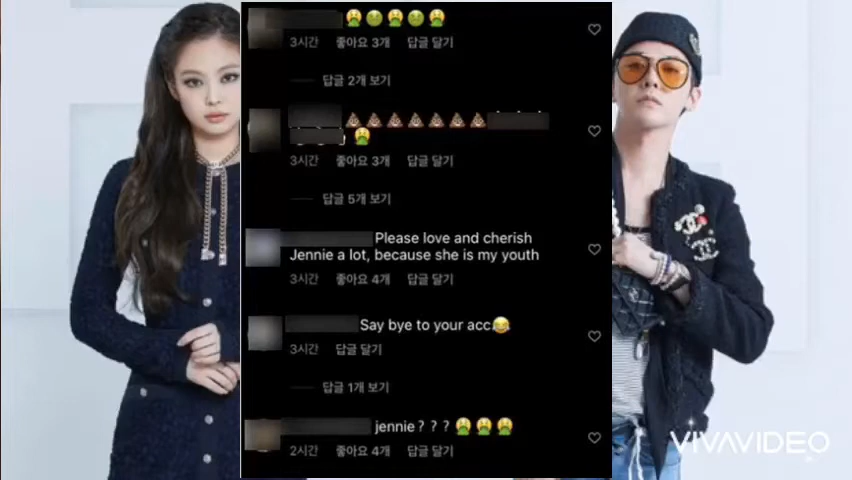 3시간 좋아요 3개 답글 달기
답글 2개 보기
3시간 좋아요 3개 답글 달기
답글 5개 보기
Please love and cherish
Jennie a lot, because she is my youth
3시간 좋아요 4개 답글 달기
Say bye to your acc😂
3시간 답글 달기
답글 1개 보기
jennie ? ? ? 🤮🤮🤮
2시간 좋아요 4개 답글 달기
VIVAVIDEO